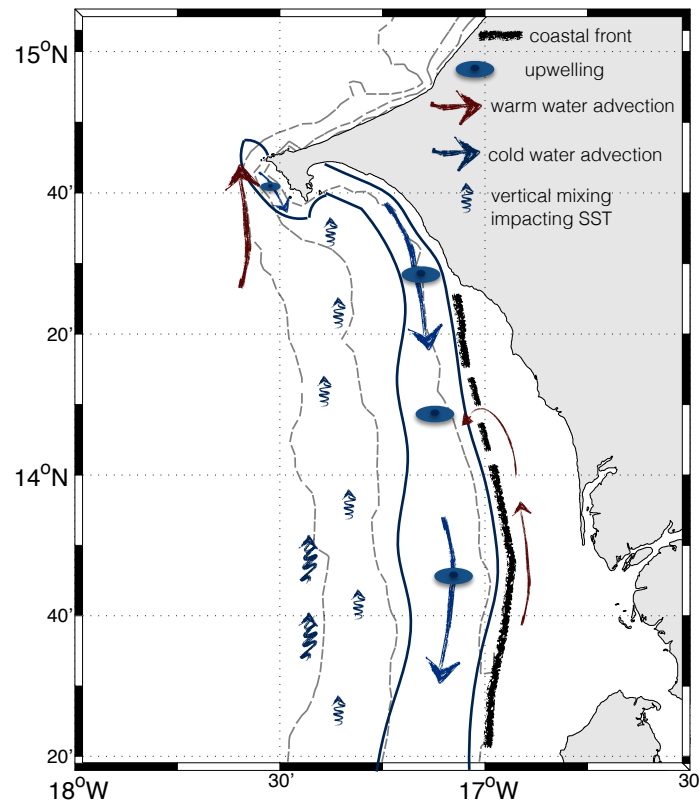 15°N
coastal front
upwelling
warm water advection
cold water advection
40'
vertical mixing
impacting SST
20'
14°N
40'
20'
18°W
30'
17°W
30